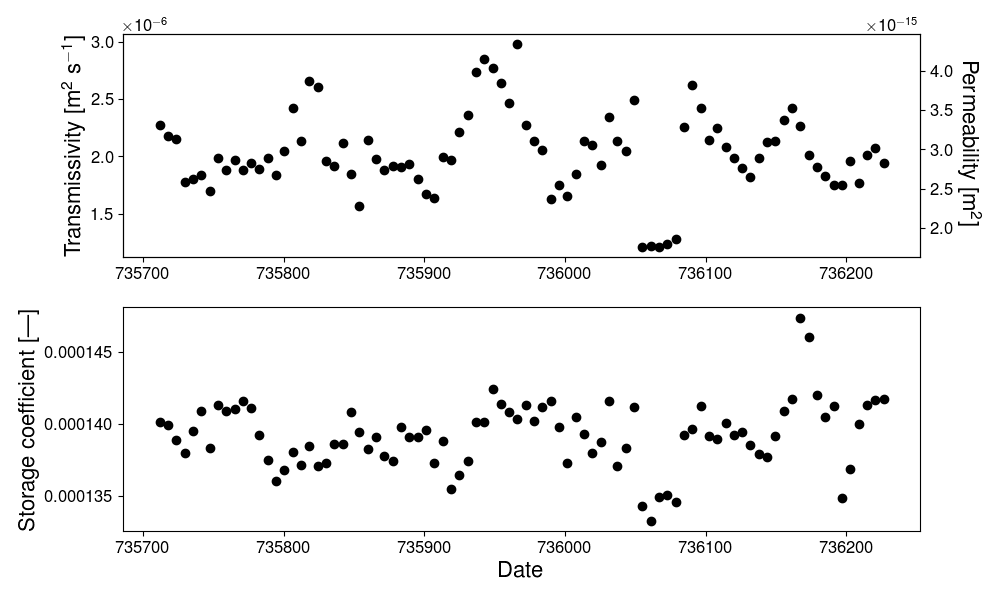 ×10⁻⁶ ×10⁻¹⁵
Transmissivity [m² s⁻¹]
3.0
2.5
2.0
1.5
4.0
3.5
3.0
2.5
2.0
Permeability [m²]
735700 735800 735900 736000 736100 736200
Storage coefficient [—]
0.000145
0.000140
0.000135
735700 735800 735900 736000 736100 736200
Date